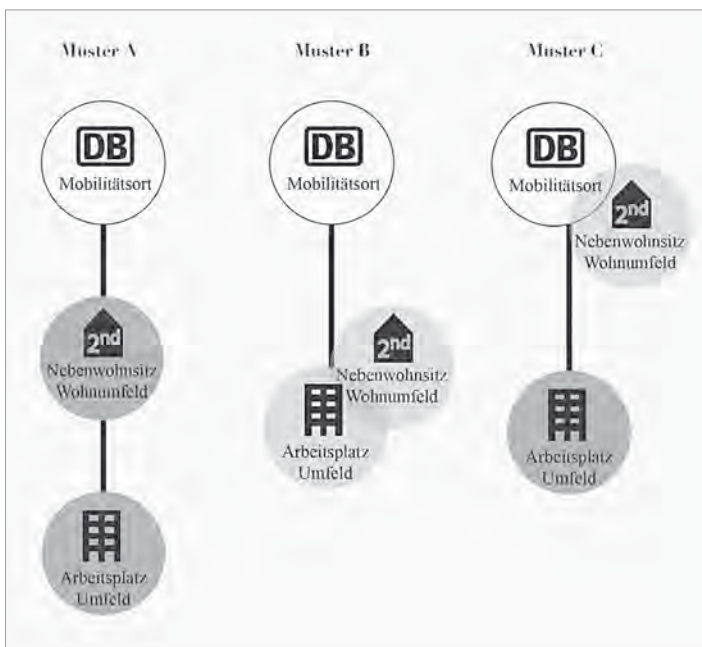 Muster A
Muster B
Muster C
DB
Mobilitätsort
2nd
Nebenwohnsitz
Wohnumfeld
Arbeitsplatz
Umfeld
DB
Mobilitätsort
2nd
Nebenwohnsitz
Wohnumfeld
Arbeitsplatz
Umfeld
DB
Mobilitätsort
2nd
Nebenwohnsitz
Wohnumfeld
Arbeitsplatz
Umfeld